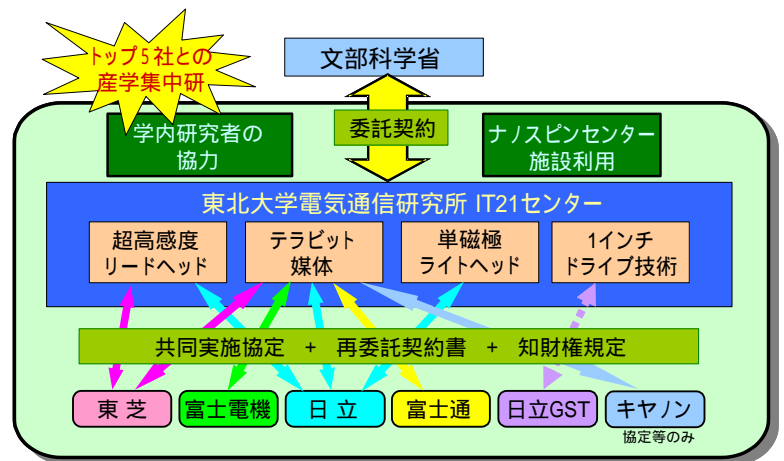 トップ5社との
産学集中研
文部科学省
委託契約
学内研究者の
協力
ナノスピンセンター
施設利用
東北大学電気通信研究所 IT21センター
超高感度
リードヘッド
テラビット
媒体
単磁極
ライトヘッド
1インチ
ドライブ技術
共同実施協定 + 再委託契約書 + 知財権規定
東 芝
富士電機
日 立
富士通
日立GST
キヤノン
協定等のみ